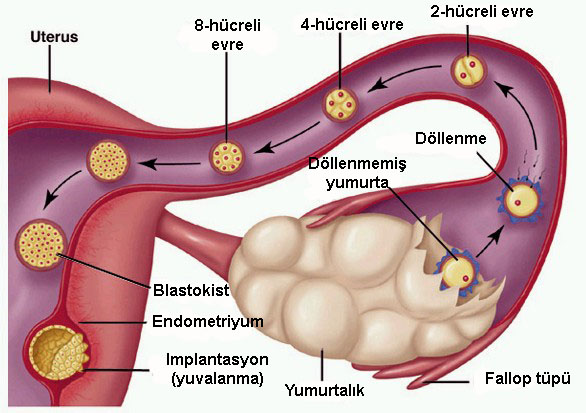 2-hücreli evre
4-hücreli evre
8-hücreli
evre
Uterus
Döllenme
Döllenmemiş
yumurta
Blastokist
Endometriyum
Implantasyon
(yuvalanma)
Yumurtalık
Fallop tüpü